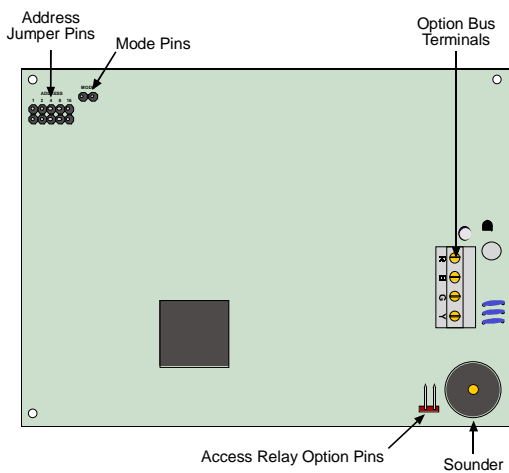 Address
Jumper Pins
Mode Pins
Option Bus
Terminals
ADDRESS
1 2 4 8 16
MODE
R
B
G
Y
Access Relay Option Pins
Sounder